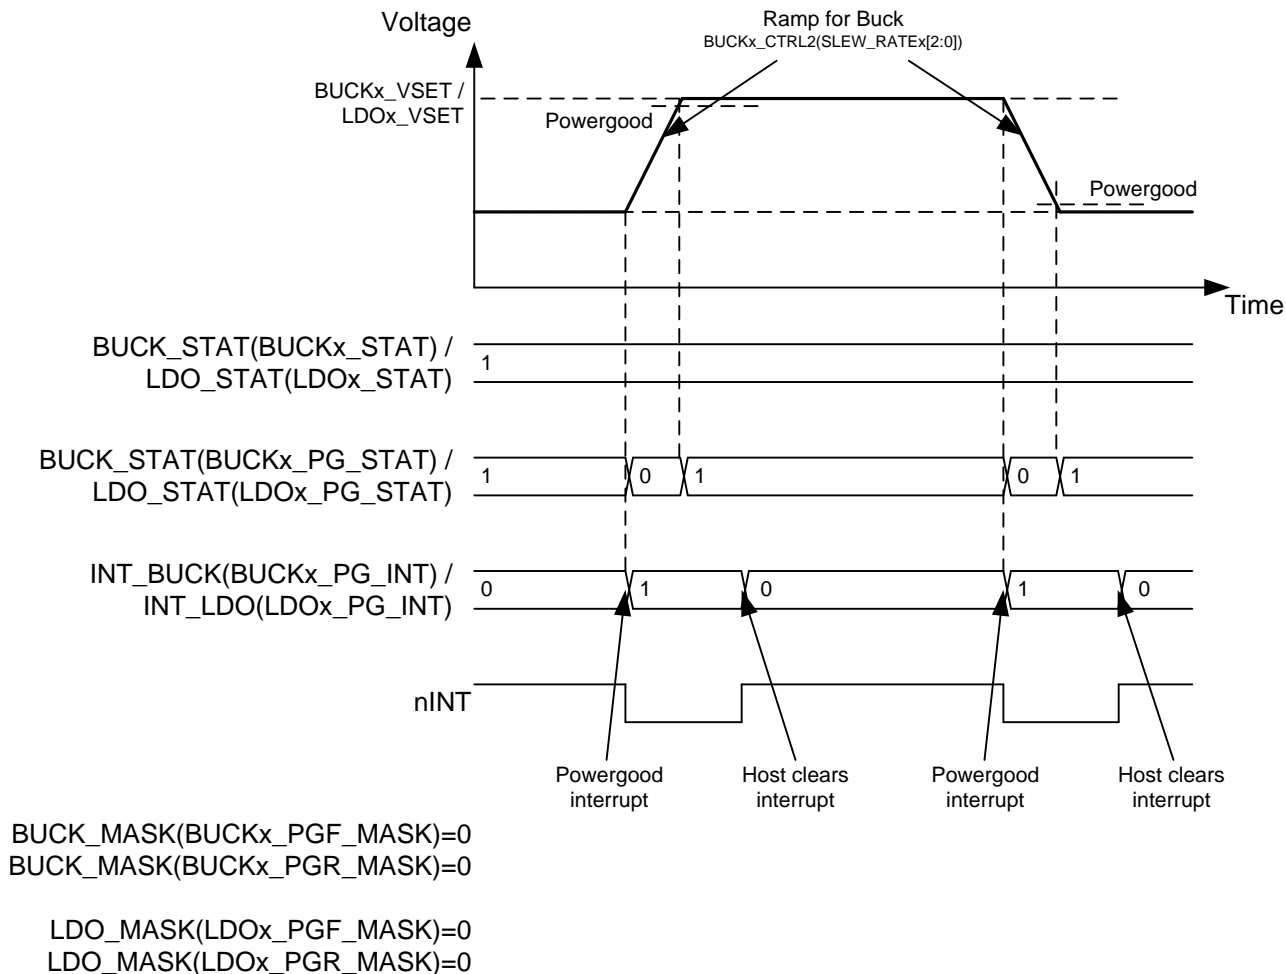 Voltage
Ramp for Buck
BUCKx_CTRL2(SLEW_RATEx[2:0])
BUCKx_VSET /
LDOx_VSET
Powergood
Powergood
Time
BUCK_STAT(BUCKx_STAT) /
LDO_STAT(LDOx_STAT)
1
BUCK_STAT(BUCKx_PG_STAT) /
LDO_STAT(LDOx_PG_STAT)
1 0 1 0 1
INT_BUCK(BUCKx_PG_INT) /
INT_LDO(LDOx_PG_INT)
0 1 0 1 0
nINT
Powergood
interrupt
Host clears
interrupt
Powergood
interrupt
Host clears
interrupt
BUCK_MASK(BUCKx_PGF_MASK)=0
BUCK_MASK(BUCKx_PGR_MASK)=0
LDO_MASK(LDOx_PGF_MASK)=0
LDO_MASK(LDOx_PGR_MASK)=0